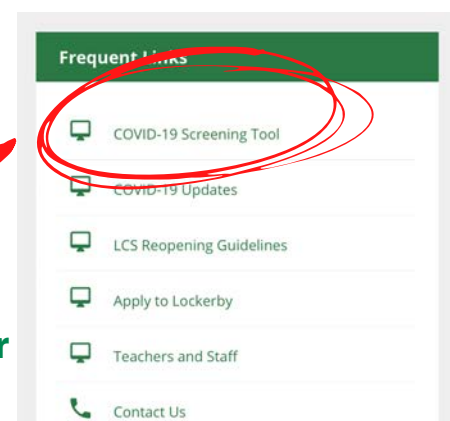 Frequent Links
COVID-19 Screening Tool
COVID-19 Updates
LCS Reopening Guidelines
Apply to Lockerby
r
Teachers and Staff
Contact Us